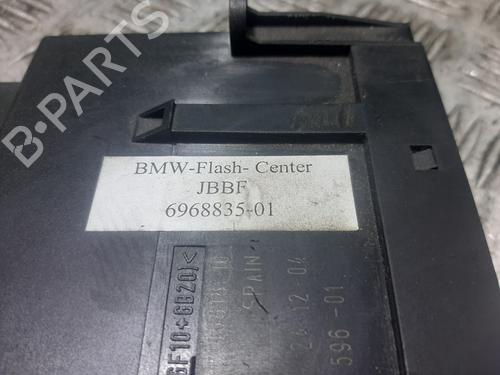 B-PARTS
BMW-Flash- Center
JBBF
6968835-01
GF10+GB20)<
SPAIN
24-12-04
596-01